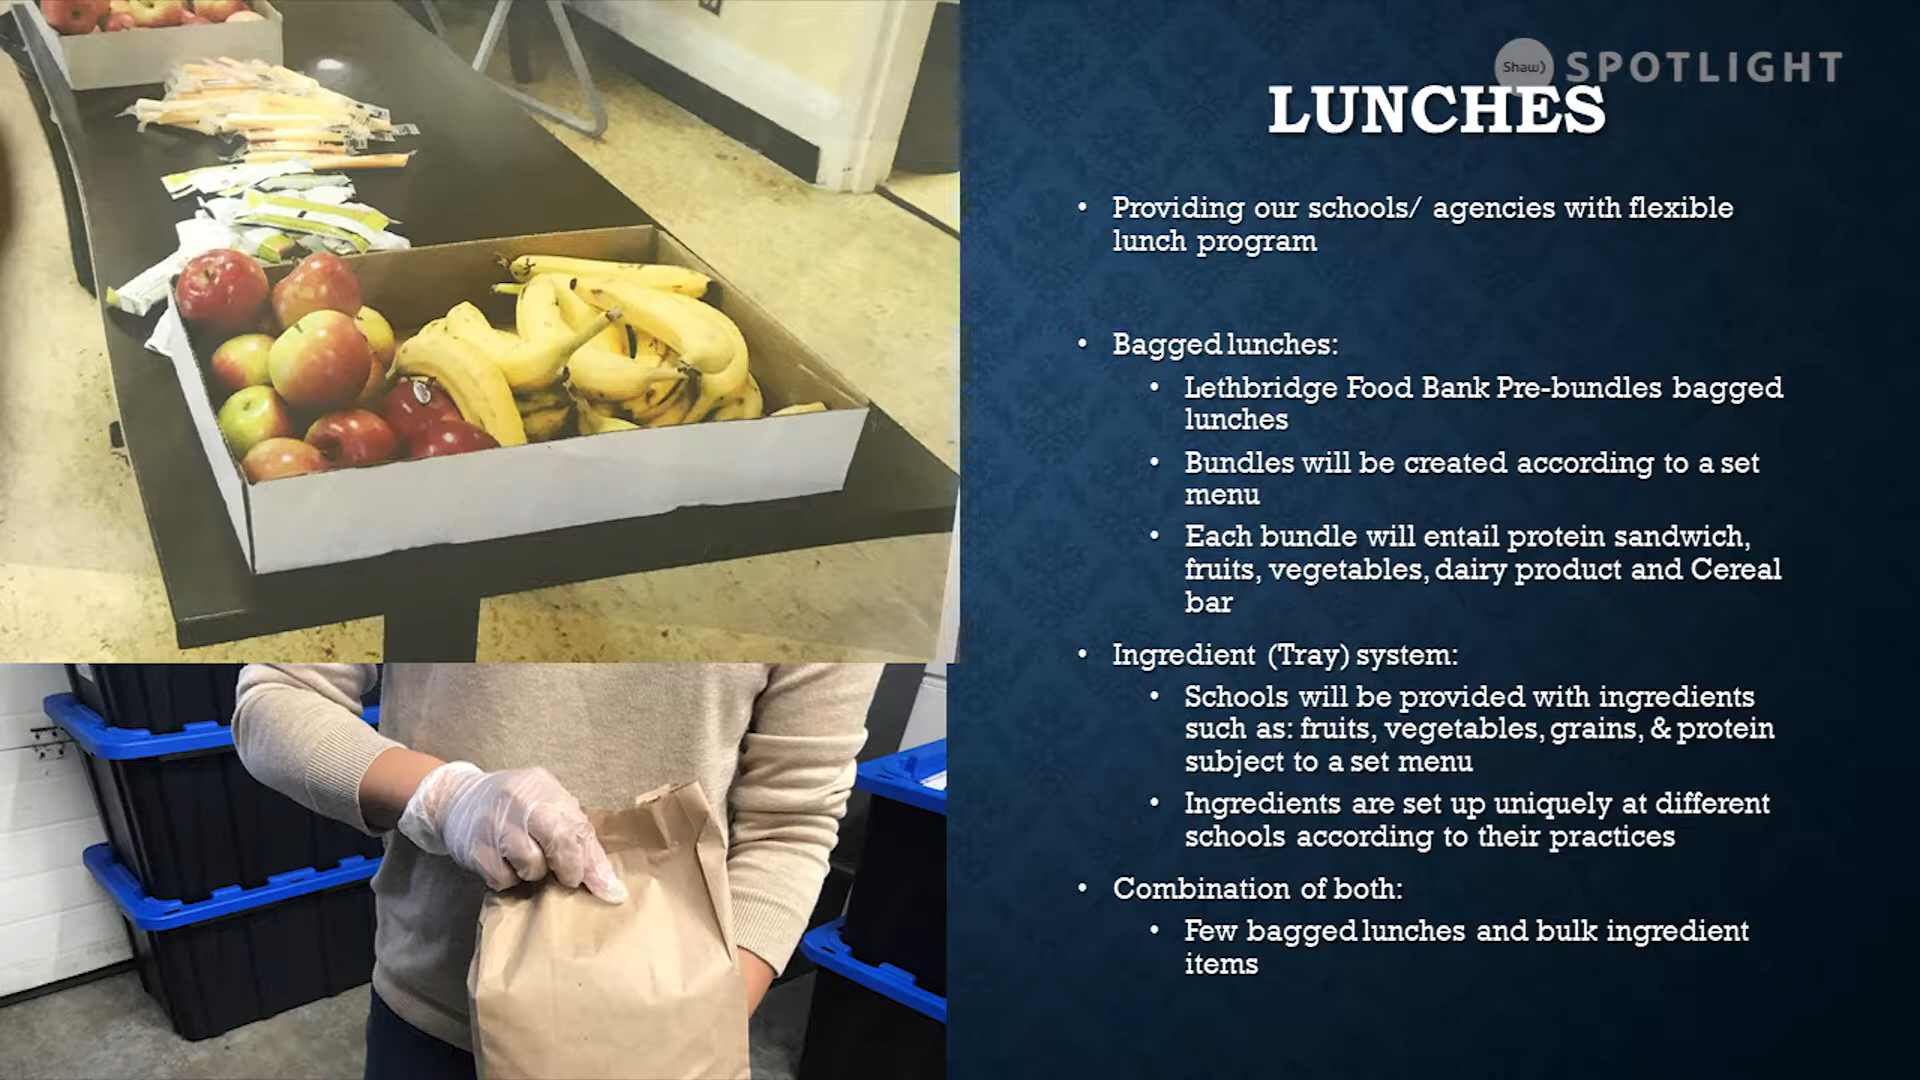 Shaw) SPOTLIGHT
LUNCHES
• Providing our schools/ agencies with flexible
lunch program
• Bagged lunches:
• Lethbridge Food Bank Pre-bundles bagged
lunches
• Bundles will be created according to a set
menu
• Each bundle will entail protein sandwich,
fruits, vegetables, dairy product and Cereal
bar
• Ingredient (Tray) system:
• Schools will be provided with ingredients
such as: fruits, vegetables, grains, & protein
subject to a set menu
• Ingredients are set up uniquely at different
schools according to their practices
• Combination of both:
• Few bagged lunches and bulk ingredient
items